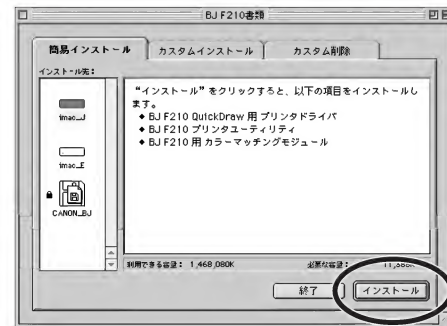 BJ F210書類
簡易インストール
カスタムインストール
カスタム削除
インストール先：
imac_J
imac_E
CANON_BJ
“インストール”をクリックすると、以下の項目をインストールし
ます。
◆ BJ F210 QuickDraw 用 プリンタドライバ
◆ BJ F210 プリンタユーティリティ
◆ BJ F210 用 カラーマッチングモジュール
利用できる容量： 1,468,080K
必要な容量：
終了
インストール